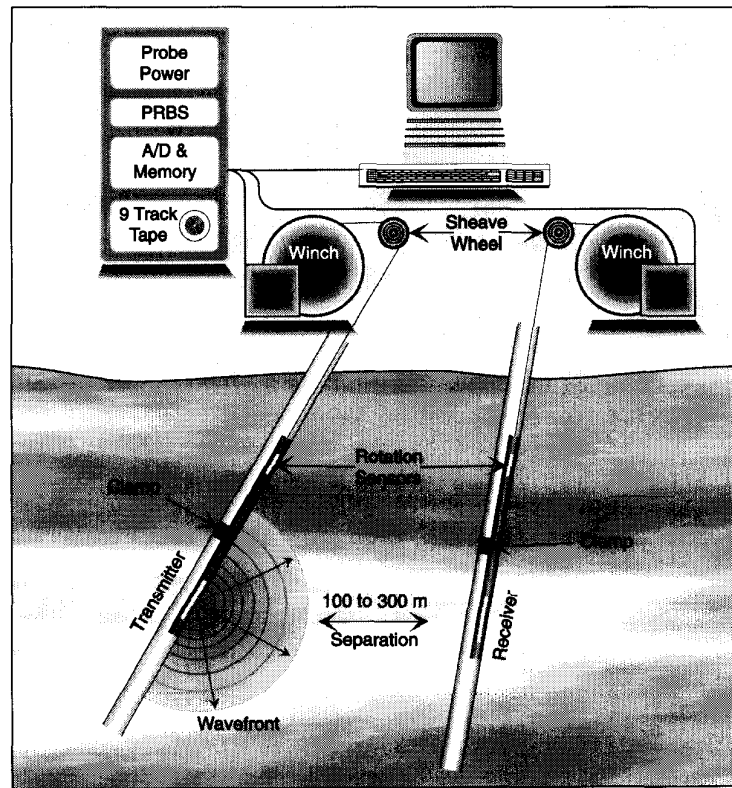 Probe
Power
PRBS
A/D &
Memory
9 Track
Tape
Winch
Sheave
Wheel
Winch
Rotation
Sensors
Clamp
Clamp
Transmitter
100 to 300 m
Separation
Receiver
Wavefront